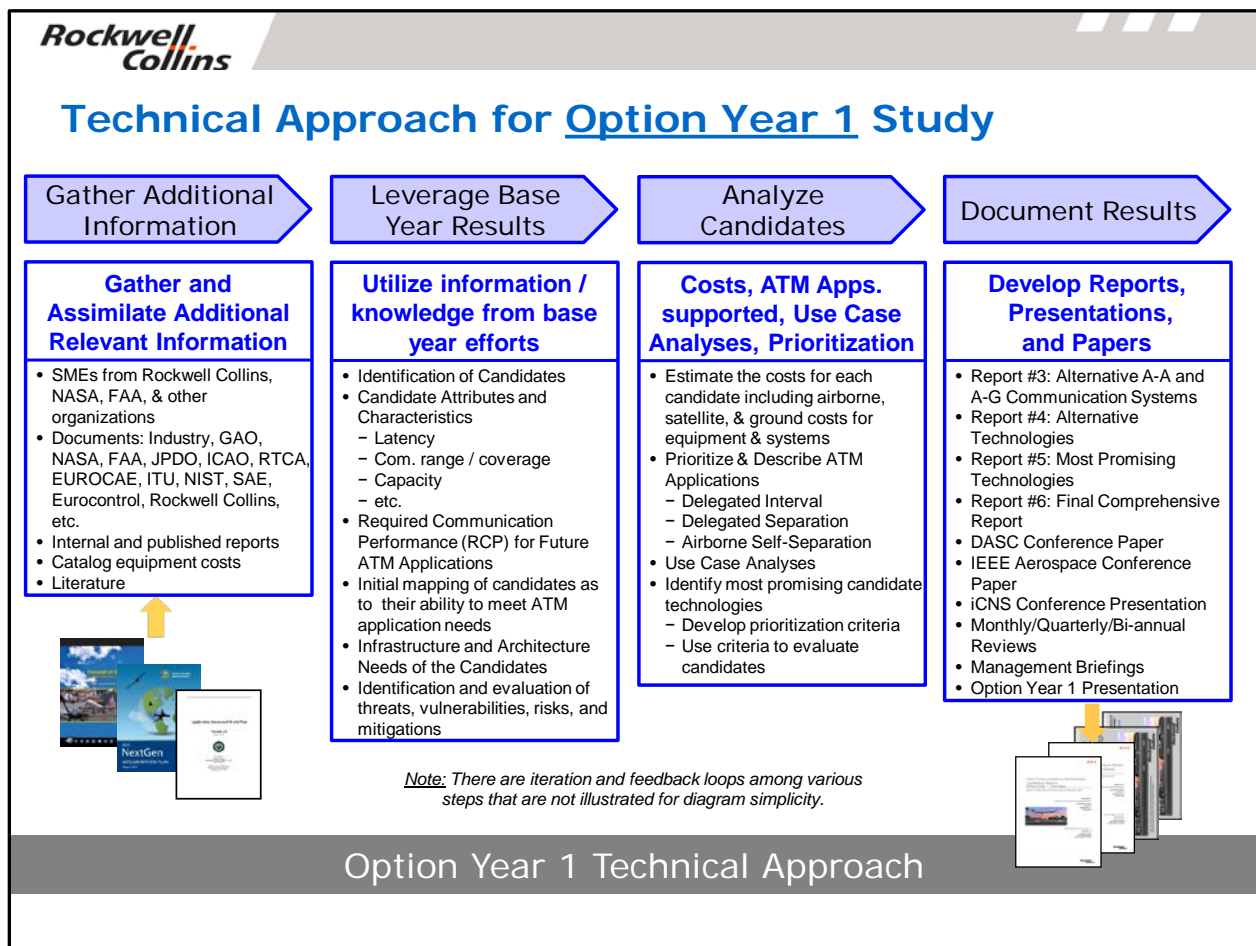 Rockwell
Collins
Technical Approach for Option Year 1 Study
Gather Additional
Information
Leverage Base
Year Results
Analyze
Candidates
Document Results
Gather and
Assimilate Additional
Relevant Information
• SMEs from Rockwell Collins,
NASA, FAA, & other
organizations
• Documents: Industry, GAO,
NASA, FAA, JPDO, ICAO, RTCA,
EUROCAE, ITU, NIST, SAE,
Eurocontrol, Rockwell Collins,
etc.
• Internal and published reports
• Catalog equipment costs
• Literature
Utilize information /
knowledge from base
year efforts
• Identification of Candidates
• Candidate Attributes and
Characteristics
− Latency
− Com. range / coverage
− Capacity
− etc.
• Required Communication
Performance (RCP) for Future
ATM Applications
• Initial mapping of candidates as
to their ability to meet ATM
application needs
• Infrastructure and Architecture
Needs of the Candidates
• Identification and evaluation of
threats, vulnerabilities, risks, and
mitigations
Costs, ATM Apps.
supported, Use Case
Analyses, Prioritization
• Estimate the costs for each
candidate including airborne,
satellite, & ground costs for
equipment & systems
• Prioritize & Describe ATM
Applications
− Delegated Interval
− Delegated Separation
− Airborne Self-Separation
• Use Case Analyses
• Identify most promising candidate
technologies
− Develop prioritization criteria
− Use criteria to evaluate
candidates
Develop Reports,
Presentations,
and Papers
• Report #3: Alternative A-A and
A-G Communication Systems
• Report #4: Alternative
Technologies
• Report #5: Most Promising
Technologies
• Report #6: Final Comprehensive
Report
• DASC Conference Paper
• IEEE Aerospace Conference
Paper
• iCNS Conference Presentation
• Monthly/Quarterly/Bi-annual
Reviews
• Management Briefings
• Option Year 1 Presentation
NextGen
Note: There are iteration and feedback loops among various
steps that are not illustrated for diagram simplicity.
Option Year 1 Technical Approach